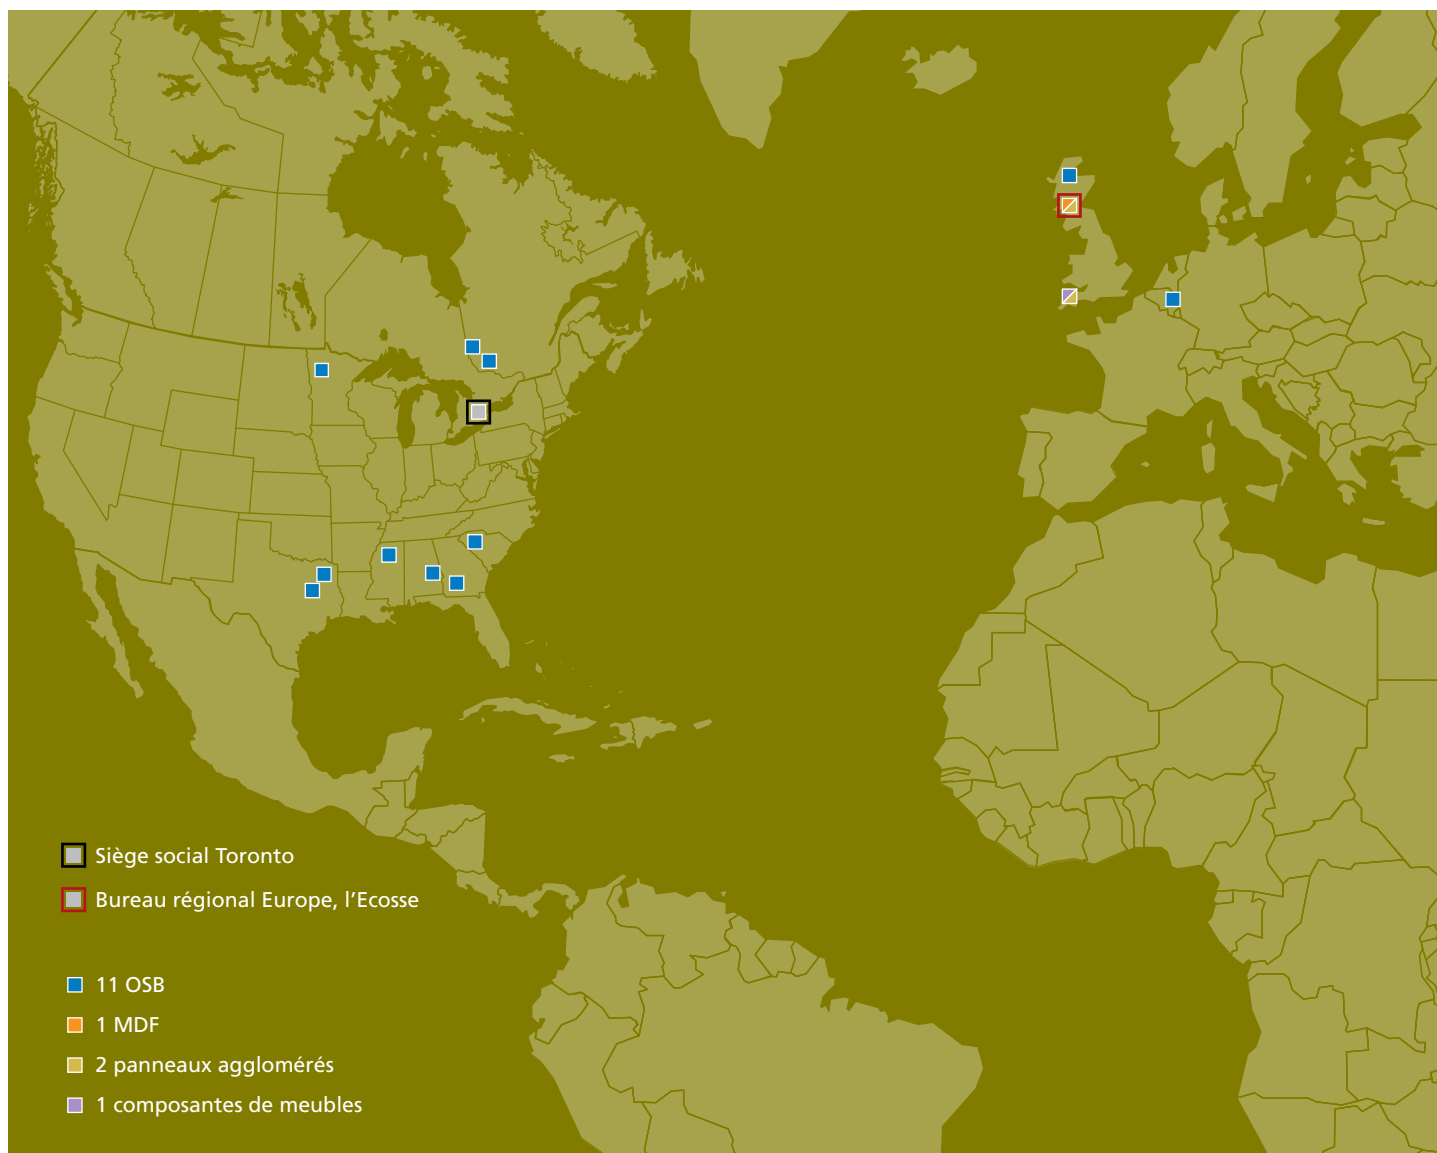 Siège social Toronto
Bureau régional Europe, l'Ecosse
11 OSB
1 MDF
2 panneaux agglomérés
1 composantes de meubles